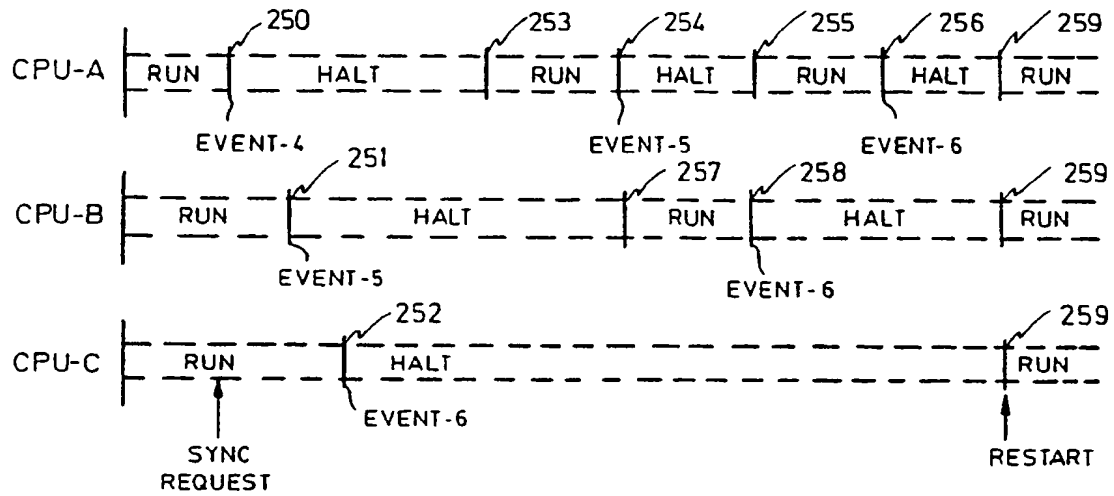 250 253 254 255 256 259
CPU-A RUN HALT RUN HALT RUN HALT RUN
EVENT-4 EVENT-5 EVENT-6
251 257 258 259
CPU-B RUN HALT RUN HALT RUN
EVENT-5 EVENT-6
252 259
CPU-C RUN HALT RUN
EVENT-6
SYNC RESTART
REQUEST